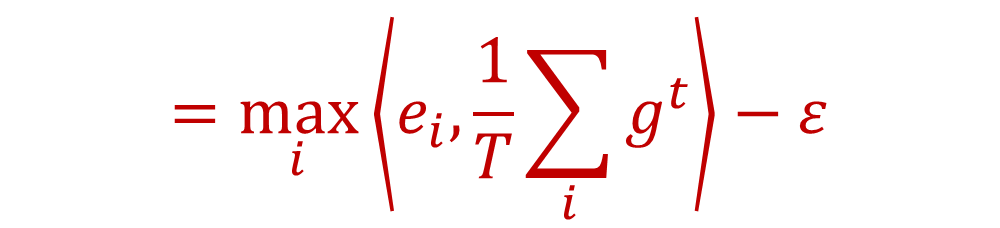 = max_i ⟨e_i, 1/T ∑_i g^t⟩ − ε